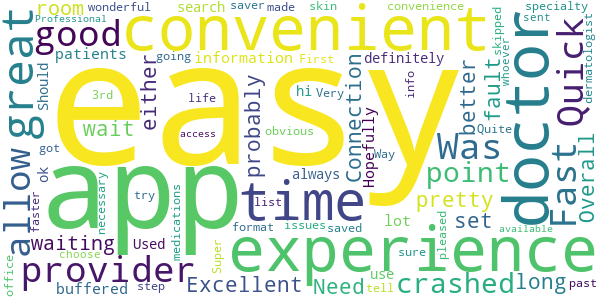 room
wonderful
saver
made
skin
convenience
specialty
Professional
search
convenient
sent
good
great
patients
going
information
First
definitely
skipped
whoever
dermatologist
Should
easy
either
probably
hi
Very
Connection
better
fault
doctor
Quick
3rd
life
info
wait
access
obvious
Hopefully
Way
Quite
Was
allow
ok
got
app
time
always
point
Fast
Overall
necessary
try
medications
list
pretty
set
faster
format
issues
saved
lot
pleased
available
waiting
Used
Super
experience
provider
choose
sure
use
office
buffered
step
Excellent
Need
tell
crashed
long
past